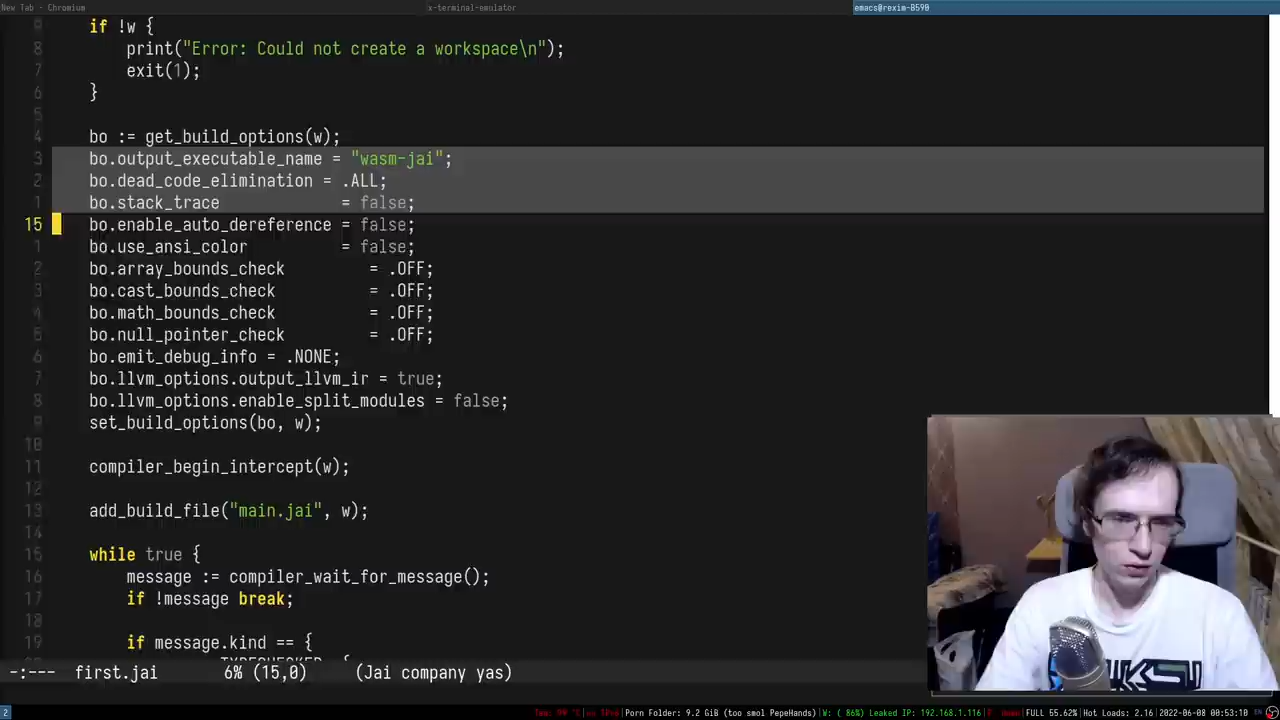 New Tab - Chromium
x-terminal-emulator
emacs@rexim-B590
9 if !w {
8 print("Error: Could not create a workspace\n");
7 exit(1);
6 }
5
4 bo := get_build_options(w);
3 bo.output_executable_name = "wasm-jai";
2 bo.dead_code_elimination = .ALL;
1 bo.stack_trace = false;
15 bo.enable_auto_dereference = false;
1 bo.use_ansi_color = false;
2 bo.array_bounds_check = .OFF;
3 bo.cast_bounds_check = .OFF;
4 bo.math_bounds_check = .OFF;
5 bo.null_pointer_check = .OFF;
6 bo.emit_debug_info = .NONE;
7 bo.llvm_options.output_llvm_ir = true;
8 bo.llvm_options.enable_split_modules = false;
9 set_build_options(bo, w);
10
11 compiler_begin_intercept(w);
12
13 add_build_file("main.jai", w);
14
15 while true {
16 message := compiler_wait_for_message();
17 if !message break;
18
19 if message.kind == {
-:--- first.jai 6% (15,0) (Jai company yas)
2
Porn Folder: 9.2 GiB (too smol PepeHands) W: ( 86%) Leaked IP: 192.168.1.116 FULL 55.62% Hot Loads: 2.16 2022-06-08 00:53:10 EN